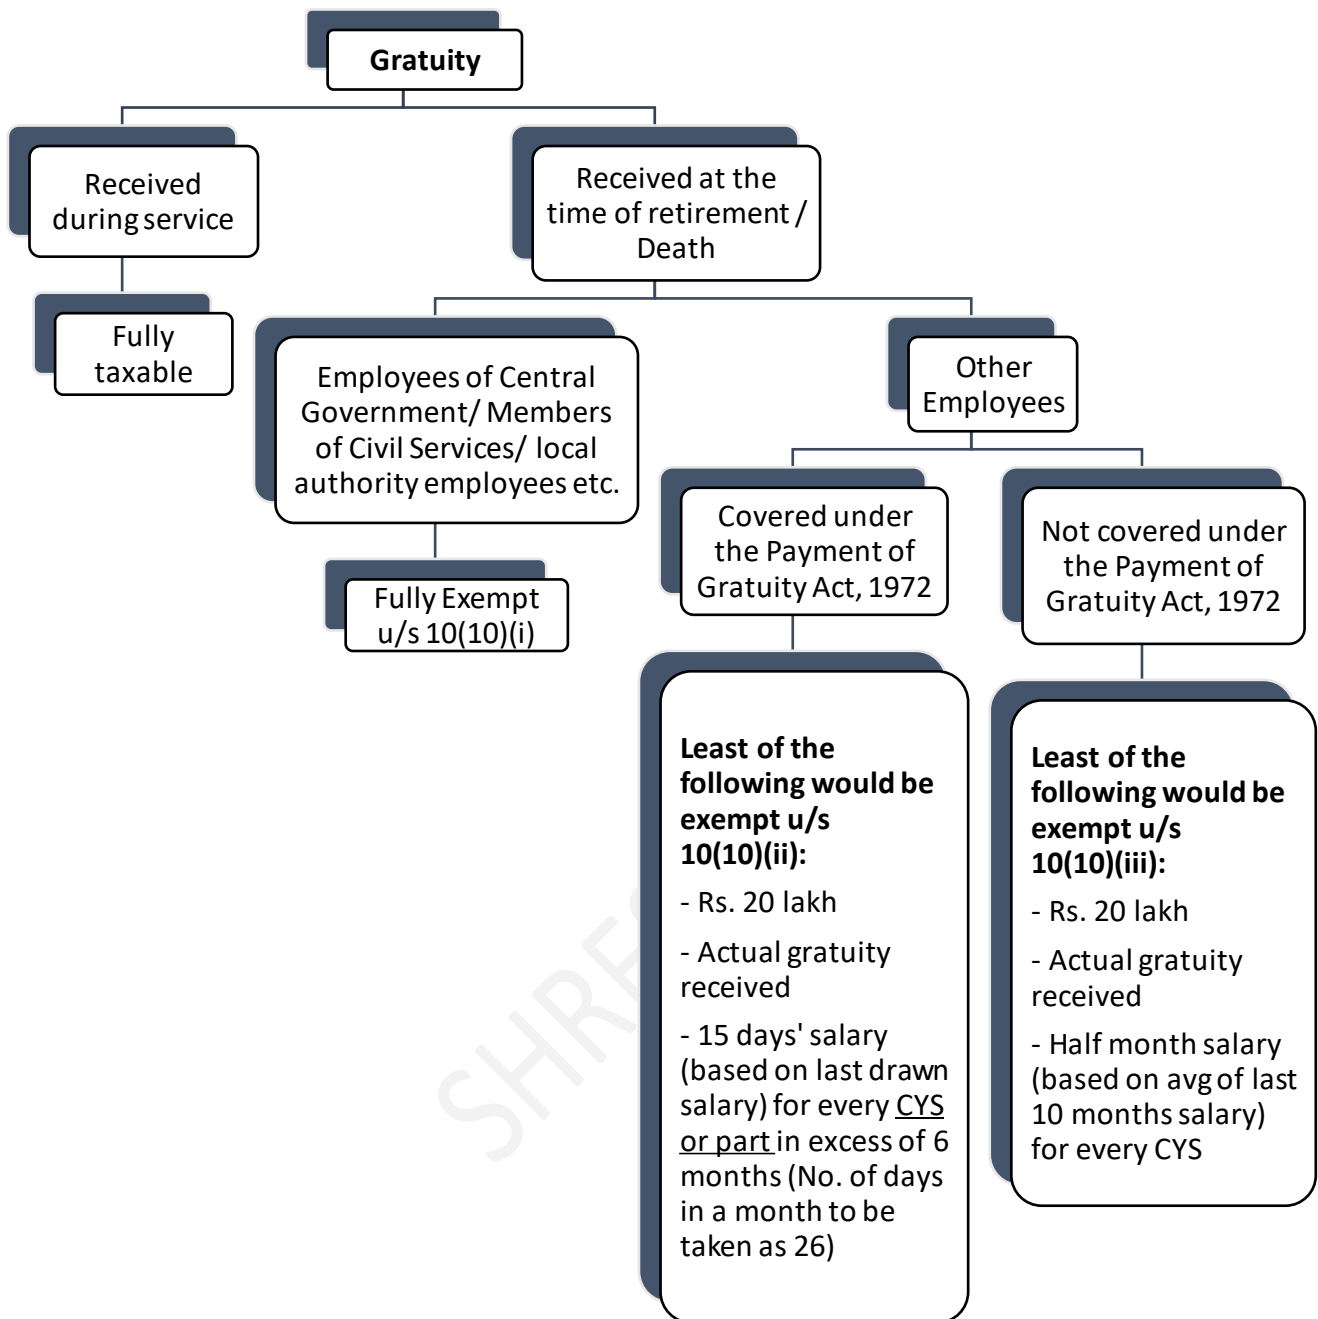 Gratuity
Received
during service
Received at the
time of retirement /
Death
Fully
taxable
Employees of Central
Government/ Members
of Civil Services/ local
authority employees etc.
Other
Employees
Fully Exempt
u/s 10(10)(i)
Covered under
the Payment of
Gratuity Act, 1972
Not covered under
the Payment of
Gratuity Act, 1972
Least of the
following would be
exempt u/s
10(10)(ii):
- Rs. 20 lakh
- Actual gratuity
received
- 15 days' salary
(based on last drawn
salary) for every CYS
or part in excess of 6
months (No. of days
in a month to be
taken as 26)
Least of the
following would be
exempt u/s
10(10)(iii):
- Rs. 20 lakh
- Actual gratuity
received
- Half month salary
(based on avg of last
10 months salary)
for every CYS